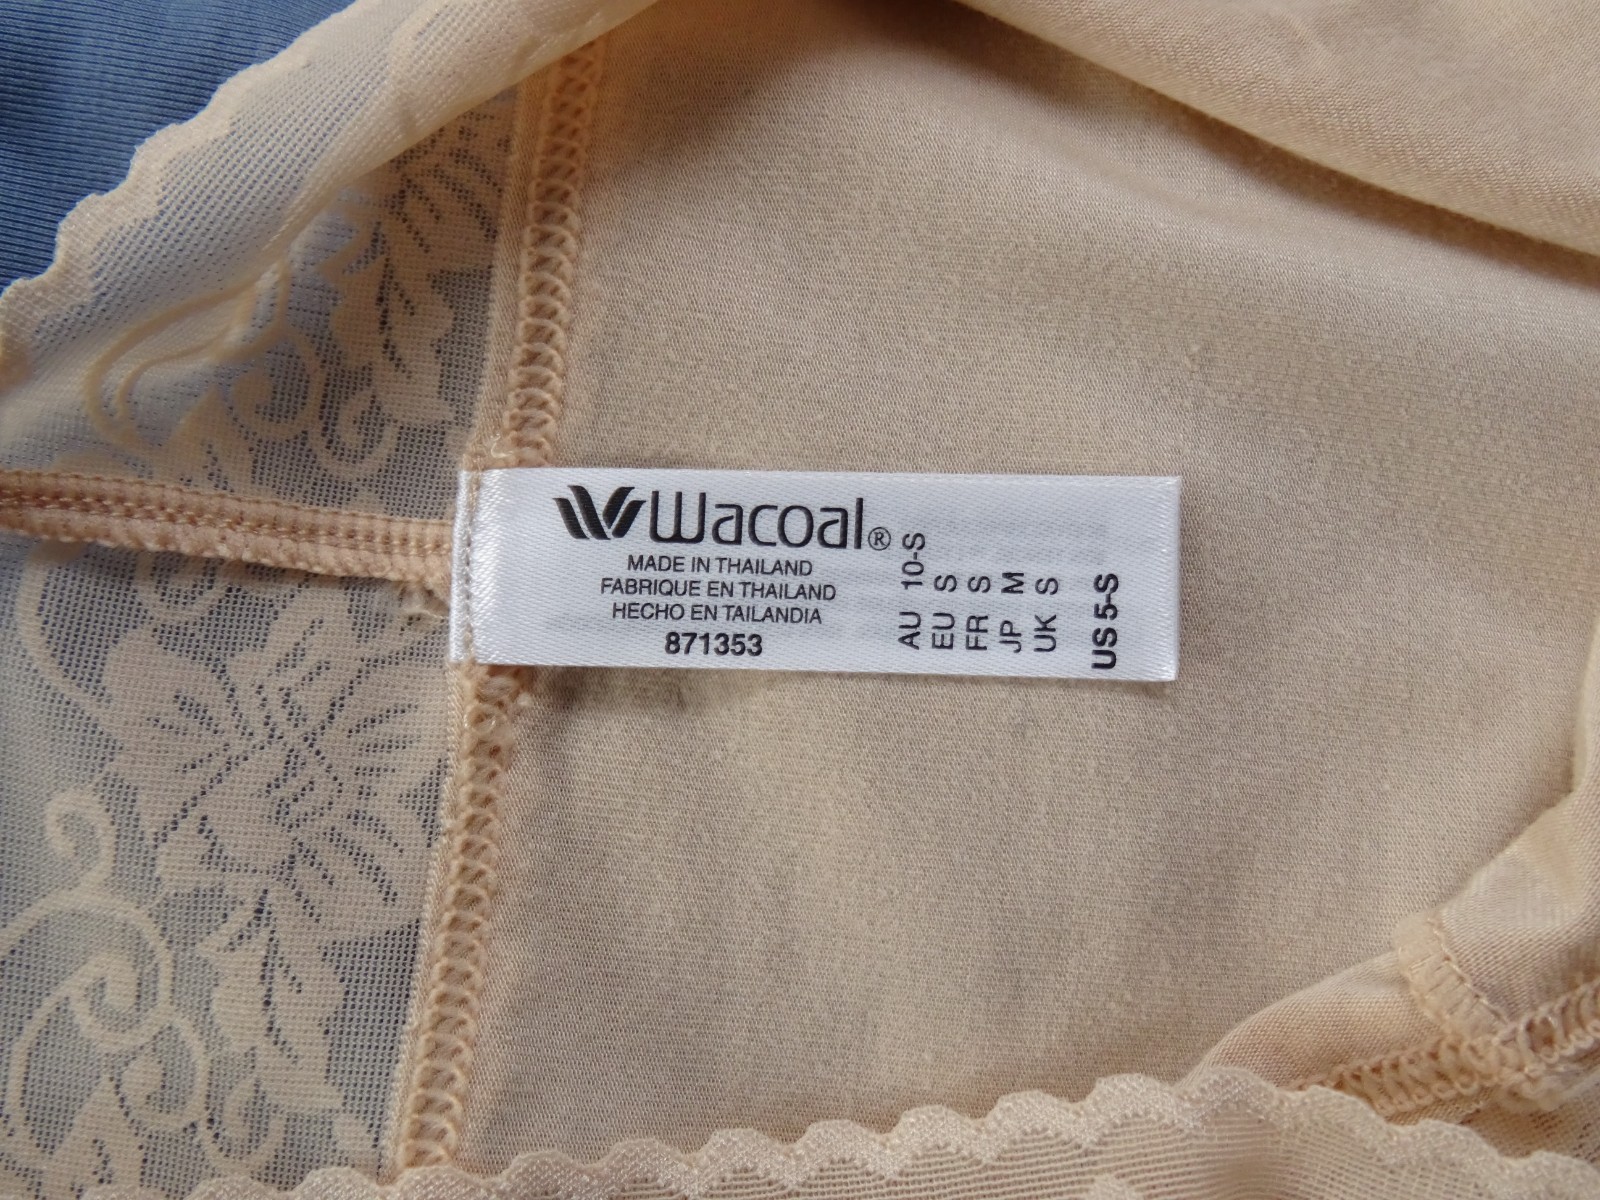 Wacoal®
MADE IN THAILAND
FABRIQUE EN THAILAND
HECHO EN TAILANDIA
871353
AU 10-S
EU S
FR S
JP M
UK S
US 5-S